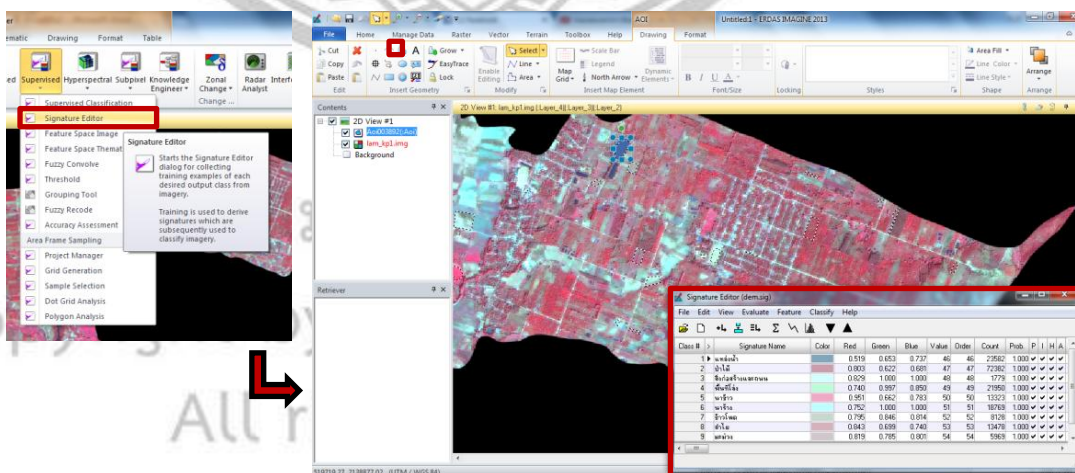 ematic Drawing Format Table
Supervised Hyperspectral Subpixel Knowledge Engineer Zonal Change Radar Analyst
Change ...
Supervised Classification
Signature Editor
Feature Space Image
Feature Space Themat
Fuzzy Convolve
Threshold
Grouping Tool
Fuzzy Recode
Accuracy Assessment
Area Frame Sampling
Project Manager
Grid Generation
Sample Selection
Dot Grid Analysis
Polygon Analysis
Signature Editor
Starts the Signature Editor
dialog for collecting
training examples of each
desired output class from
imagery.
Training is used to derive
signatures which are
subsequently used to
classify imagery.
AOI Untitled:1 - ERDAS IMAGINE 2013
File Home Manage Data Raster Vector Terrain Toolbox Help Drawing Format
Cut Copy Paste
A Grow EasyTrace Lock
Enable Editing
Select Line Area
Map Grid Scale Bar Legend North Arrow Dynamic Elements
B I U A
Area Fill Line Color Line Style
Arrange
Edit Insert Geometry Modify Insert Map Element Font/Size Locking Styles Shape Arrange
Contents
2D View #1: lam_kp1.img(:Layer_4)(:Layer_3)(:Layer_2)
2D View #1
Aoi003892(:Aoi)
lam_kp1.img
Background
Retriever
Signature Editor (dem.sig)
File Edit View Evaluate Feature Classify Help
Class # > Signature Name Color Red Green Blue Value Order Count Prob. P I H A
1 แหล่งน้ำ 0.519 0.653 0.737 46 46 23582 1.000
2 ป่าไม้ 0.803 0.622 0.681 47 47 72382 1.000
3 สิ่งก่อสร้างและถนน 0.829 1.000 1.000 48 48 1779 1.000
4 พื้นที่โล่ง 0.740 0.997 0.850 49 49 21950 1.000
5 นาข้าว 0.951 0.662 0.783 50 50 13323 1.000
6 นาร้าง 0.752 1.000 1.000 51 51 18769 1.000
7 ข้าวโพด 0.795 0.846 0.814 52 52 8128 1.000
8 ลำไย 0.843 0.699 0.740 53 53 13478 1.000
9 มะม่วง 0.819 0.785 0.801 54 54 5969 1.000
All r